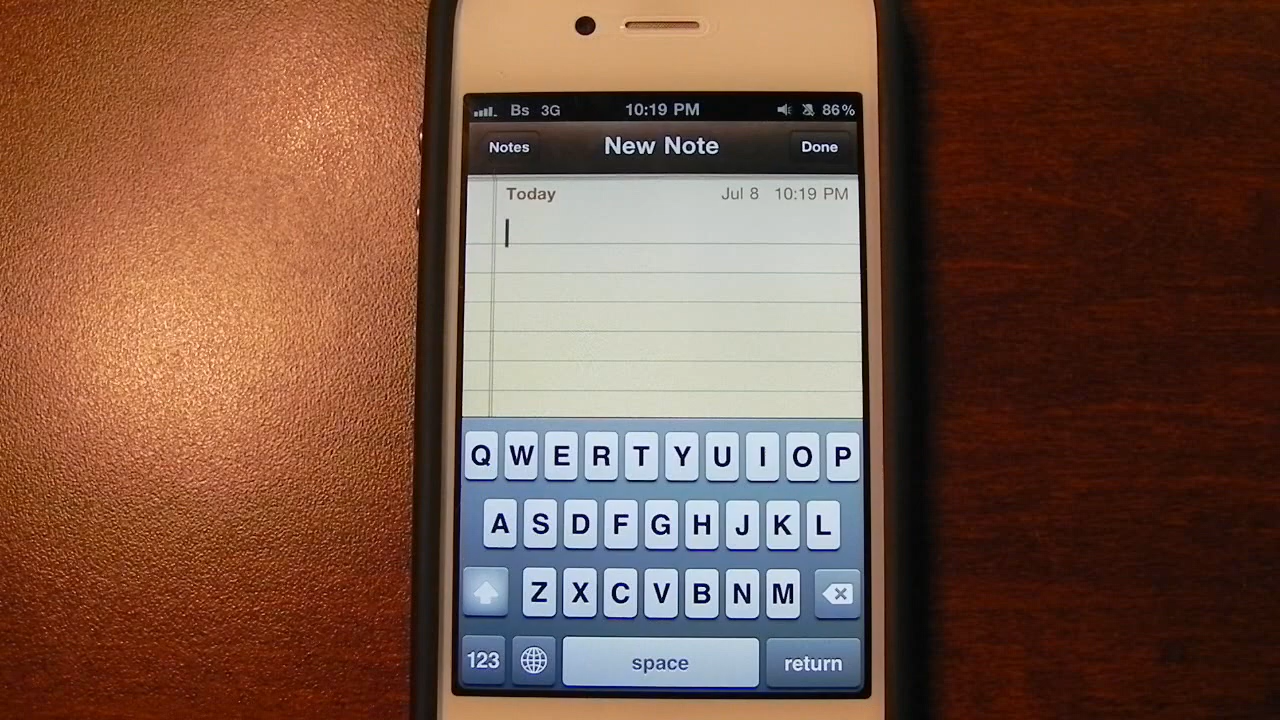 Bs 3G 10:19 PM 86%
Notes New Note Done
Today Jul 8 10:19 PM
Q W E R T Y U I O P
A S D F G H J K L
Z X C V B N M
123 space return